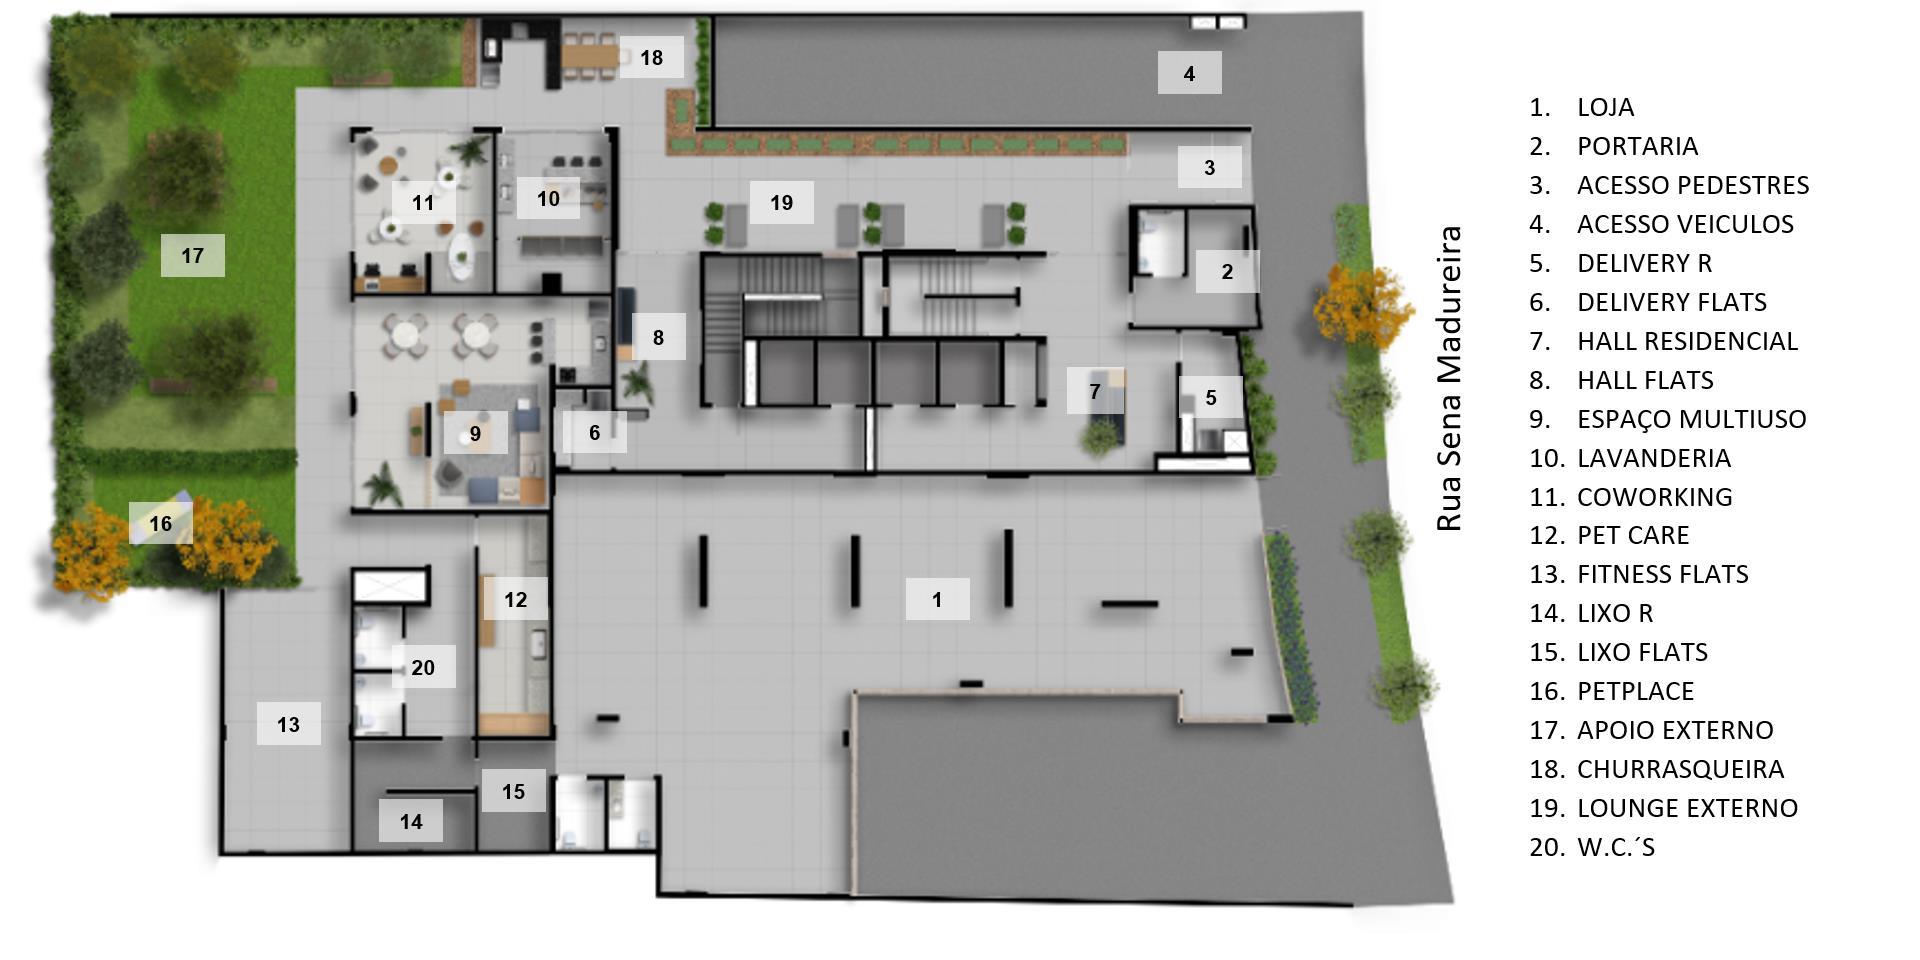 18
4
3
11
10
19
17
2
8
7
5
9
6
16
12
1
20
13
15
14
Rua Sena Madureira
1. LOJA
2. PORTARIA
3. ACESSO PEDESTRES
4. ACESSO VEICULOS
5. DELIVERY R
6. DELIVERY FLATS
7. HALL RESIDENCIAL
8. HALL FLATS
9. ESPAÇO MULTIUSO
10. LAVANDERIA
11. COWORKING
12. PET CARE
13. FITNESS FLATS
14. LIXO R
15. LIXO FLATS
16. PETPLACE
17. APOIO EXTERNO
18. CHURRASQUEIRA
19. LOUNGE EXTERNO
20. W.C.´S